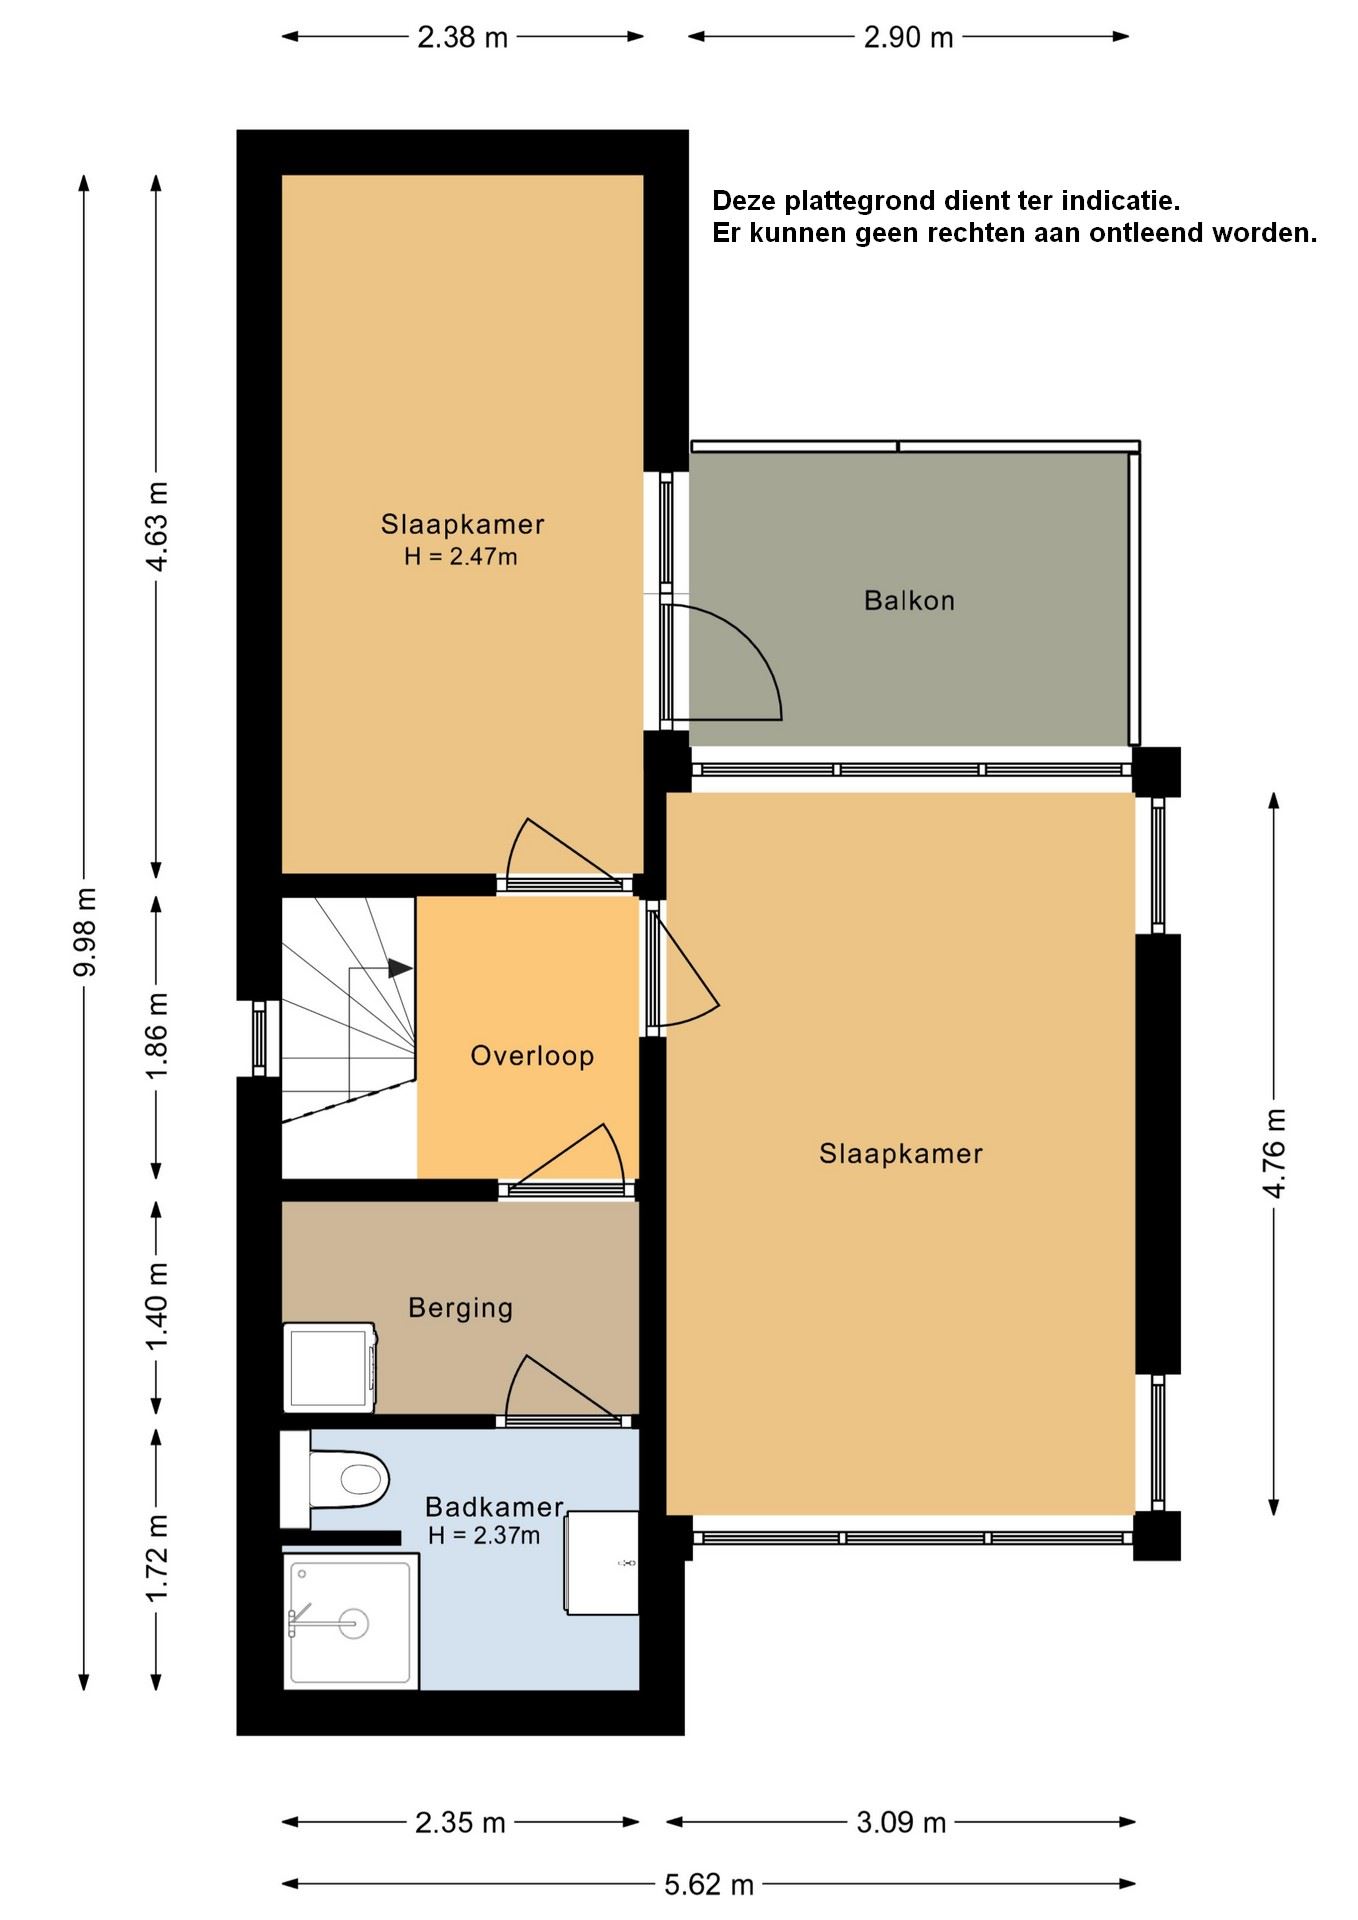 2.38 m
2.90 m
Deze plattegrond dient ter indicatie.
Er kunnen geen rechten aan ontleend worden.
4.63 m
Slaapkamer
H = 2.47m
Balkon
9.98 m
1.86 m
Overloop
Slaapkamer
4.76 m
1.40 m
Berging
1.72 m
Badkamer
H = 2.37m
2.35 m
3.09 m
5.62 m